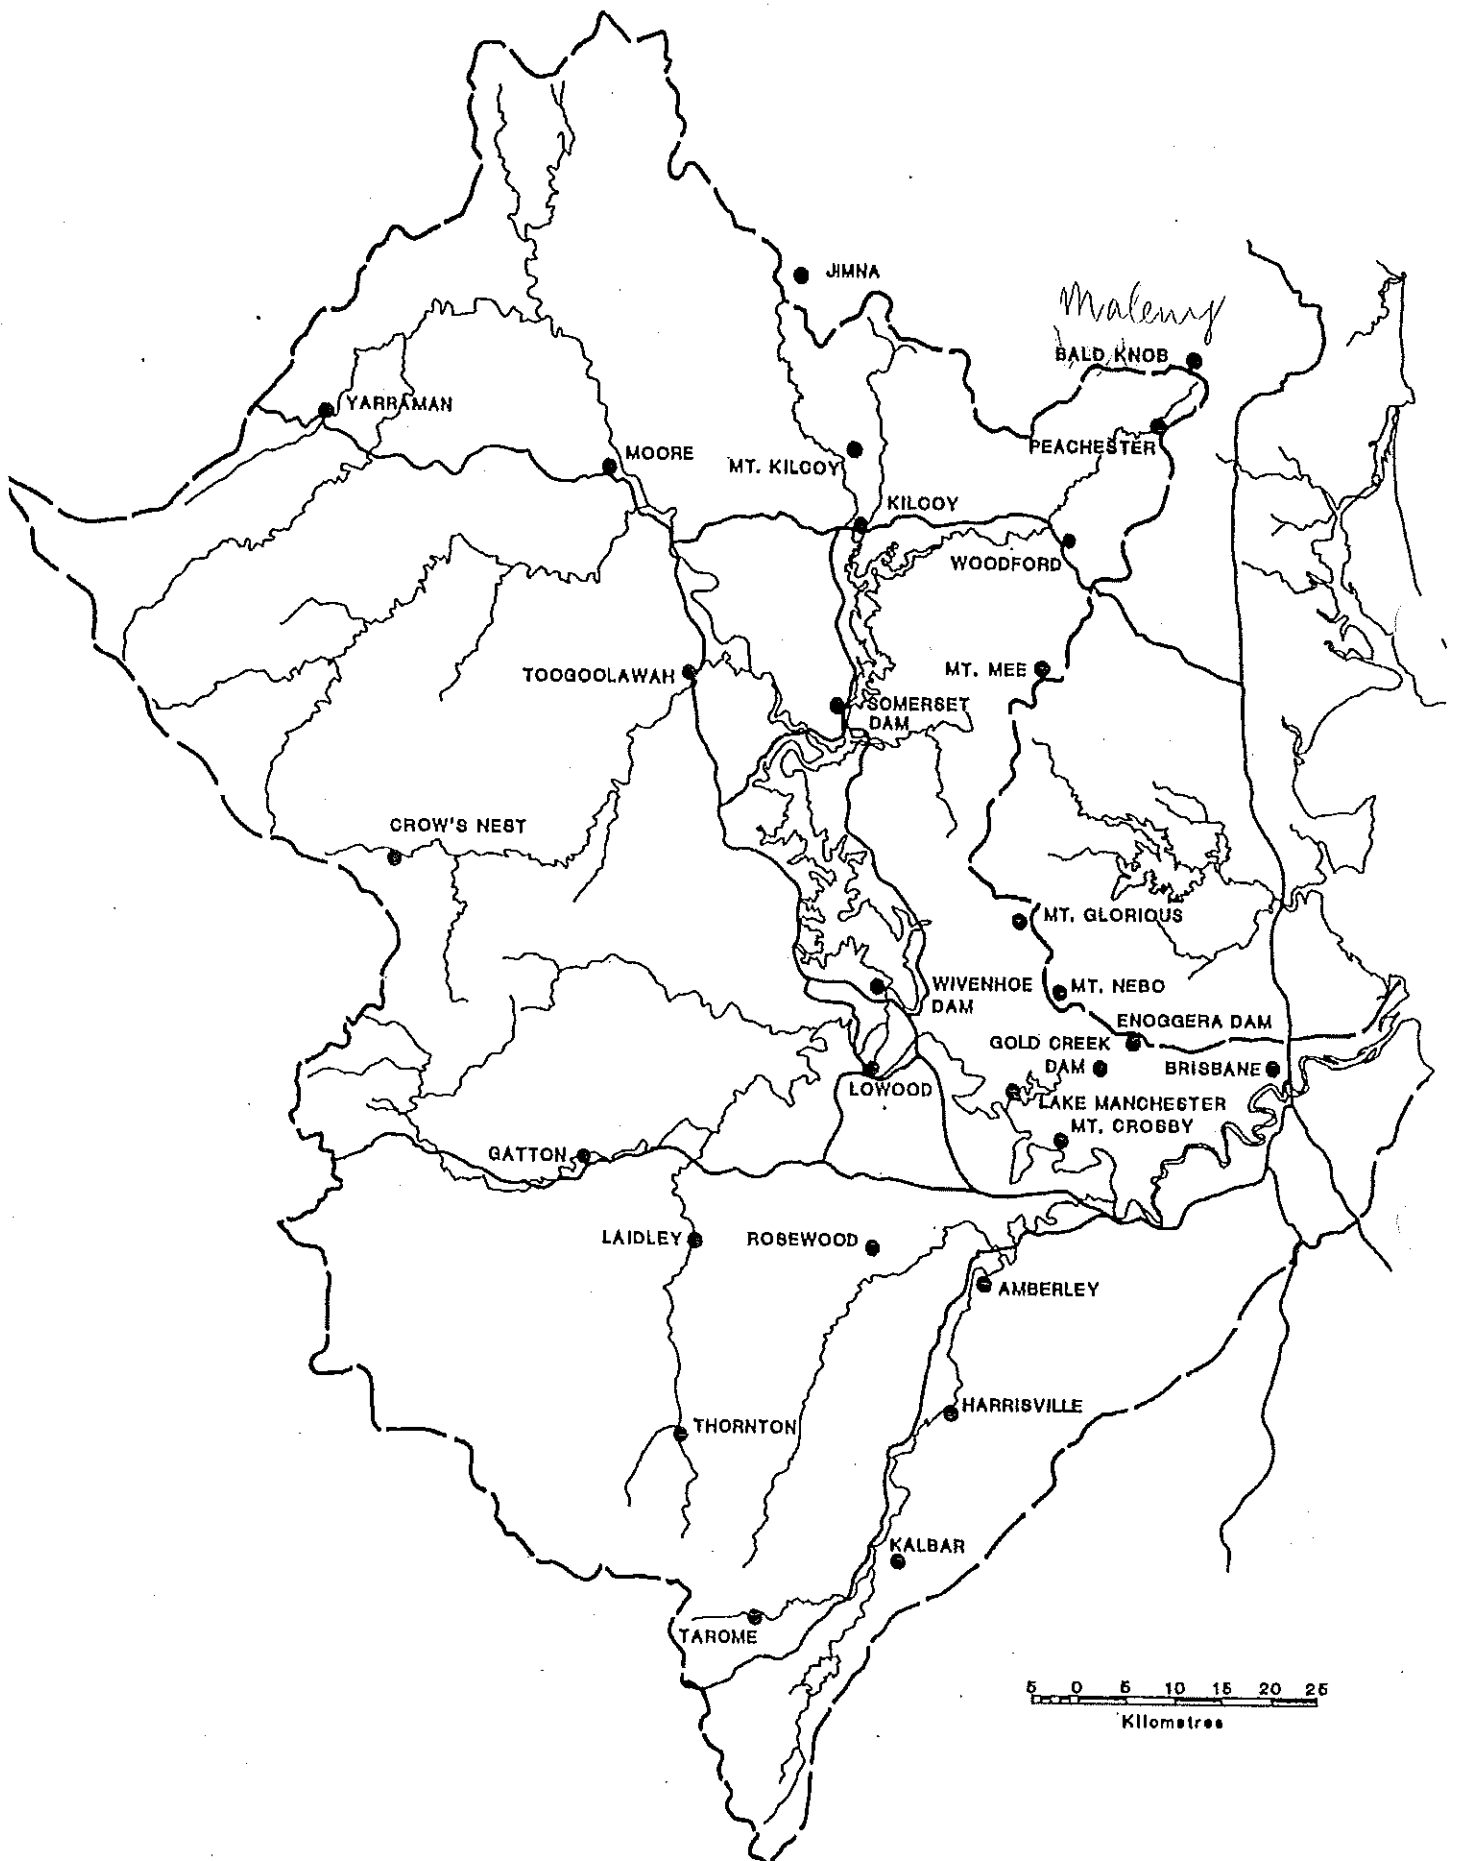 JIMNA
Maleny
BALD KNOB
YARRAMAN
PEACHESTER
MOORE
MT. KILCOY
KILCOY
WOODFORD
TOOGOOLAWAH
MT. MEE
SOMERSET
DAM
CROW'S NEST
MT. GLORIOUS
WIVENHOE
DAM
MT. NEBO
ENOGGERA DAM
GOLD CREEK
DAM
BRISBANE
LOWOOD
LAKE MANCHESTER
MT. CROSBY
GATTON
LAIDLEY
ROSEWOOD
AMBERLEY
HARRISVILLE
THORNTON
KALBAR
TAROME
5 0 5 10 15 20 25
Kilometres